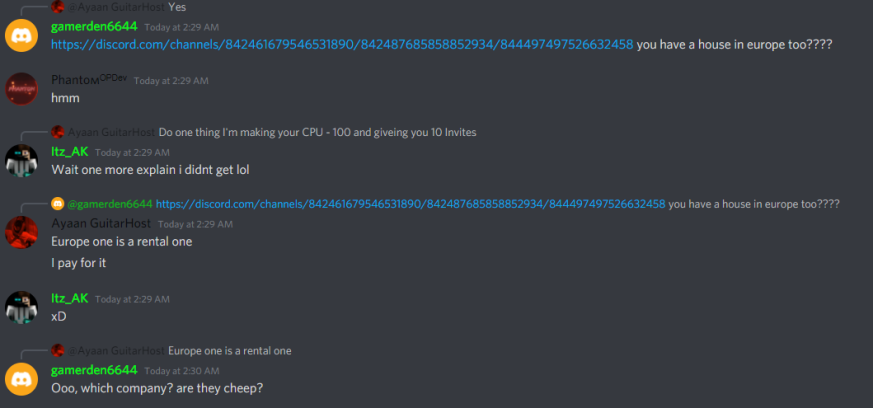 @Ayaan GuitarHost Yes
gamerden6644 Today at 2:29 AM
https://discord.com/channels/842461679546531890/842487685858852934/844497497526632458 you have a house in europe too????
Phantoᴍᴼᴾᴰᵉᵛ Today at 2:29 AM
hmm
Ayaan GuitarHost Do one thing I'm making your CPU - 100 and giveing you 10 Invites
Itz_AK Today at 2:29 AM
Wait one more explain i didnt get lol
@gamerden6644 https://discord.com/channels/842461679546531890/842487685858852934/844497497526632458 you have a house in europe too????
Ayaan GuitarHost Today at 2:29 AM
Europe one is a rental one
I pay for it
Itz_AK Today at 2:29 AM
xD
@Ayaan GuitarHost Europe one is a rental one
gamerden6644 Today at 2:30 AM
Ooo, which company? are they cheep?